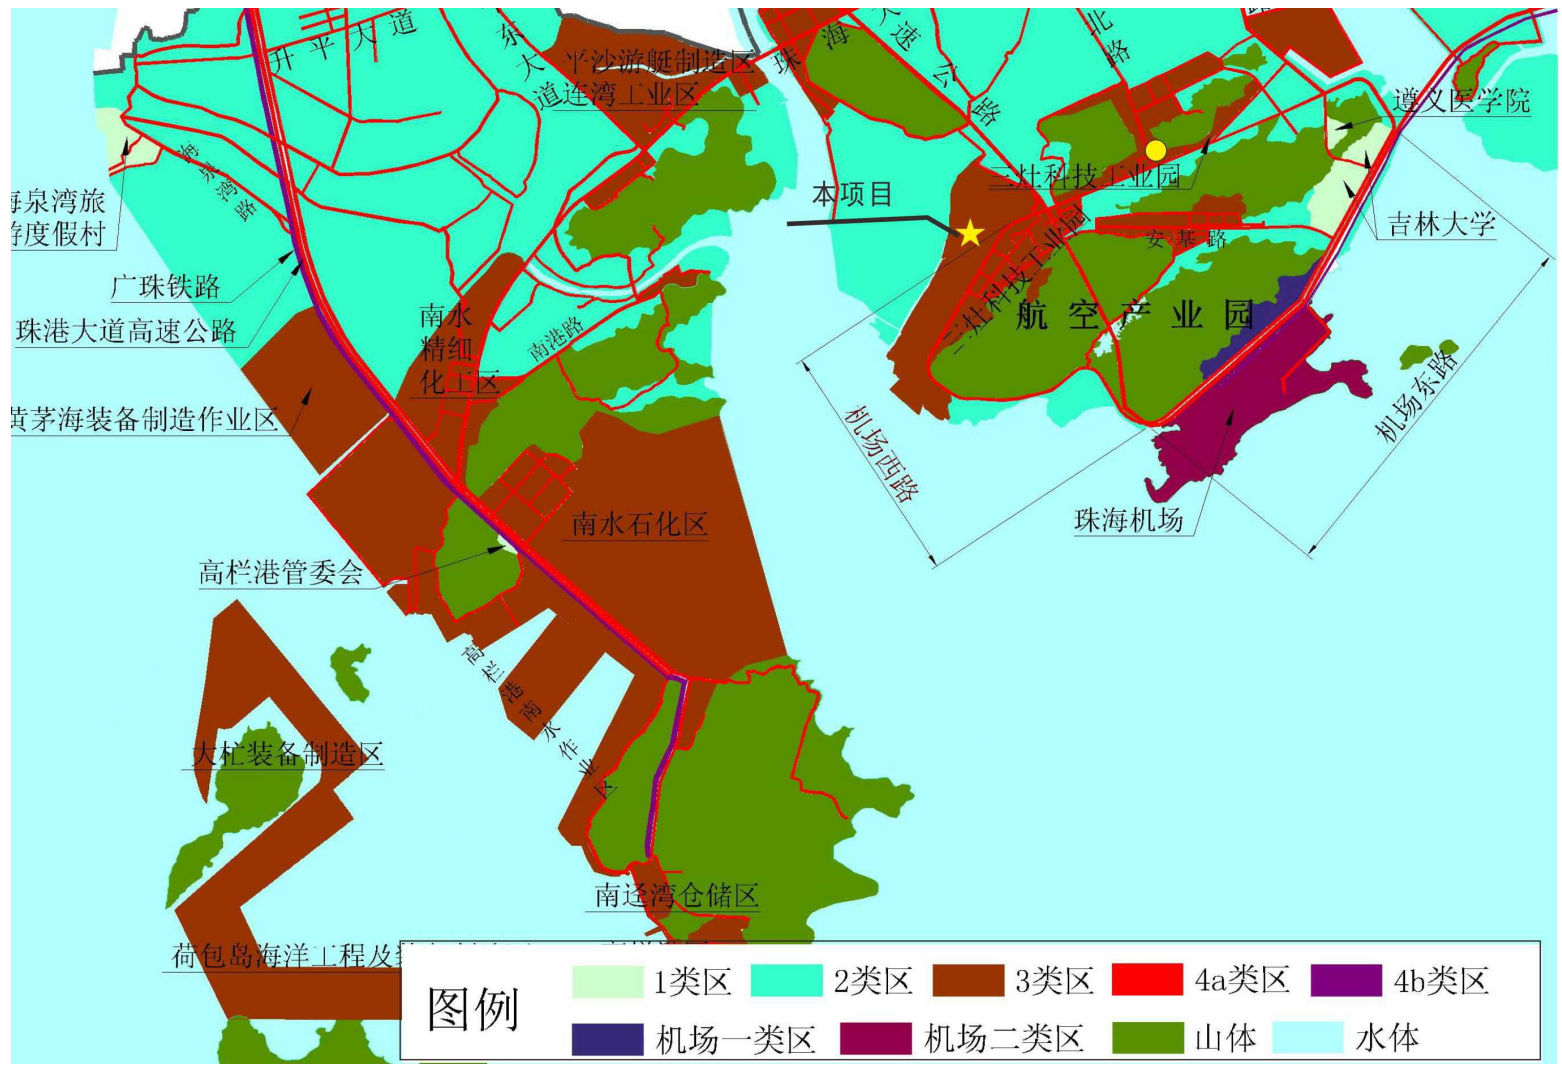 升平大道
东大道
平沙游艇制造区
连湾工业区
珠海大
高速公路
北路
路
遵义医学院
海泉湾路
海泉湾旅
游度假村
本项目
三灶科技工业园
吉林大学
安基路
广珠铁路
珠港大道高速公路
南水
精细
化工区
南港路
三灶科技工业园
航空产业园
黄茅海装备制造作业区
机场西路
机场东路
珠海机场
南水石化区
高栏港管委会
高栏港南水作业区
大杧装备制造区
南迳湾仓储区
荷包岛海洋工程及
图例
1类区
2类区
3类区
4a类区
4b类区
机场一类区
机场二类区
山体
水体